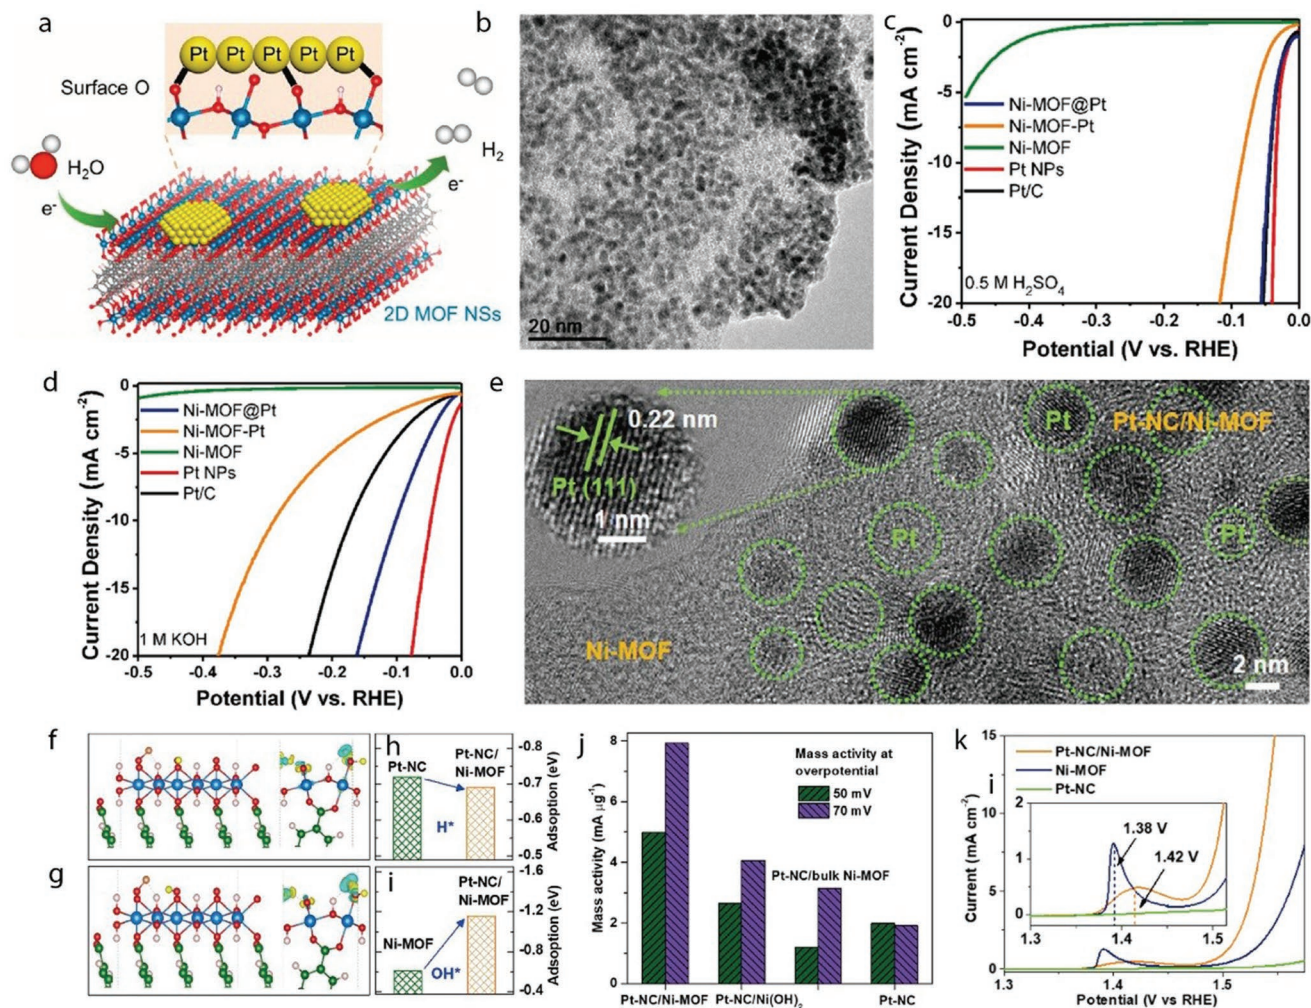 a
Pt Pt Pt Pt Pt
Surface O
H2O
e-
H2
e-
2D MOF NSs
b
20 nm
c
0
-5
-10
-15
-20
Current Density (mA cm-2)
Ni-MOF@Pt
Ni-MOF-Pt
Ni-MOF
Pt NPs
Pt/C
0.5 M H2SO4
-0.5 -0.4 -0.3 -0.2 -0.1 0.0
Potential (V vs. RHE)
d
0
-5
-10
-15
-20
Current Density (mA cm-2)
Ni-MOF@Pt
Ni-MOF-Pt
Ni-MOF
Pt NPs
Pt/C
1 M KOH
-0.5 -0.4 -0.3 -0.2 -0.1 0.0
Potential (V vs. RHE)
e
0.22 nm
Pt (111)
1 nm
Pt
Pt-NC/Ni-MOF
Pt
Pt
Ni-MOF
2 nm
f
g
h
Pt-NC
Pt-NC/
Ni-MOF
H*
-0.8
-0.7
-0.6
-0.5
Adsoption (eV)
i
Pt-NC/
Ni-MOF
Ni-MOF
OH*
-1.6
-1.2
-0.8
-0.4
Adsoption (eV)
j
8
6
4
2
0
Mass activity (mA µg-1)
Mass activity at
overpotential
50 mV
70 mV
Pt-NC/bulk Ni-MOF
Pt-NC/Ni-MOF Pt-NC/Ni(OH)2 Pt-NC
k
15
10
5
0
Current (mA cm-2)
Pt-NC/Ni-MOF
Ni-MOF
Pt-NC
i
2
1
0
1.38 V
1.42 V
1.3 1.4 1.5
1.3 1.4 1.5
Potential (V vs RHE)